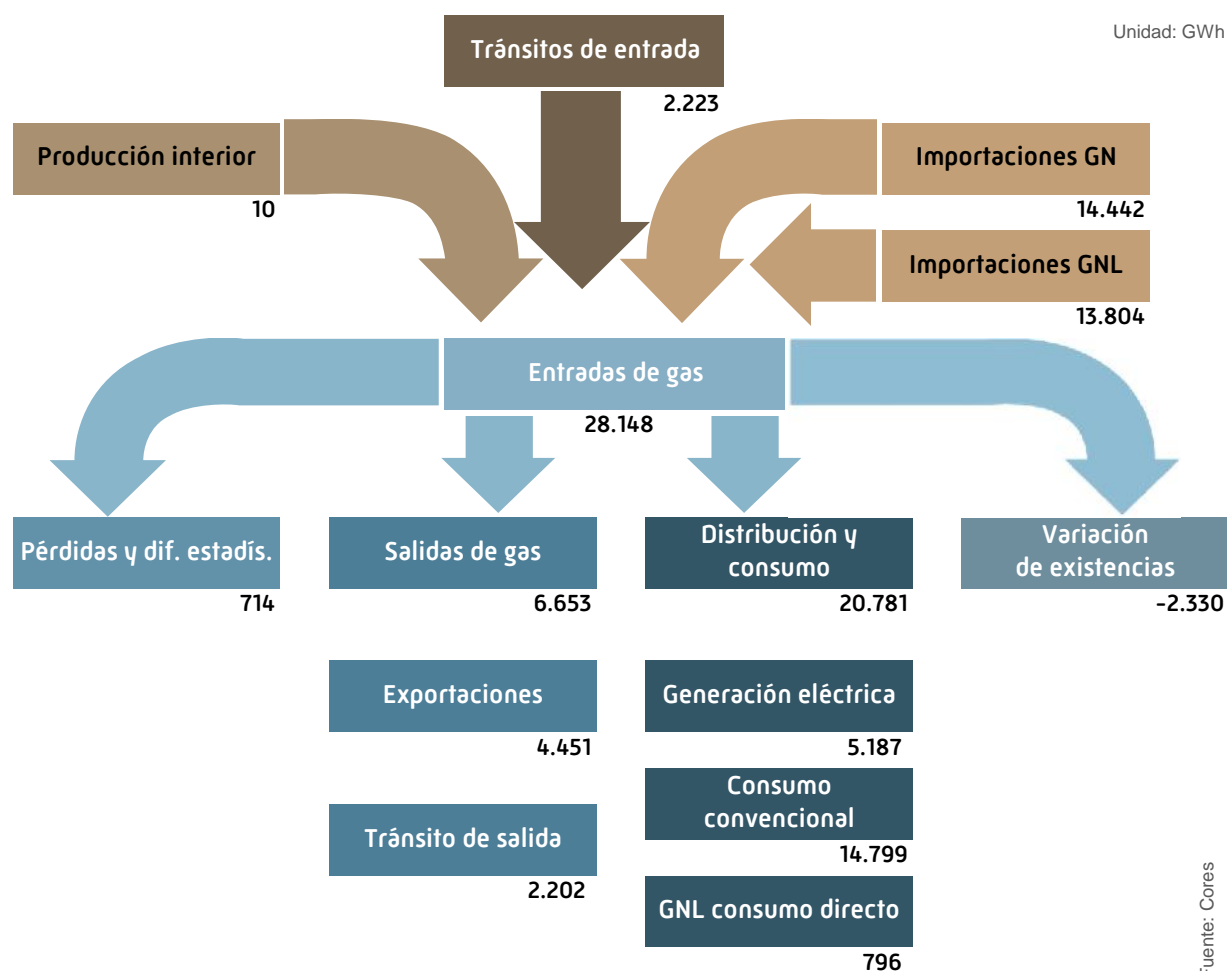 Unidad: GWh
Tránsitos de entrada
2.223
Producción interior
10
Importaciones GN
14.442
Importaciones GNL
13.804
Entradas de gas
28.148
Pérdidas y dif. estadís.
714
Salidas de gas
6.653
Distribución y
consumo
20.781
Variación
de existencias
-2.330
Exportaciones
4.451
Tránsito de salida
2.202
Generación eléctrica
5.187
Consumo
convencional
14.799
GNL consumo directo
796
Fuente: Cores